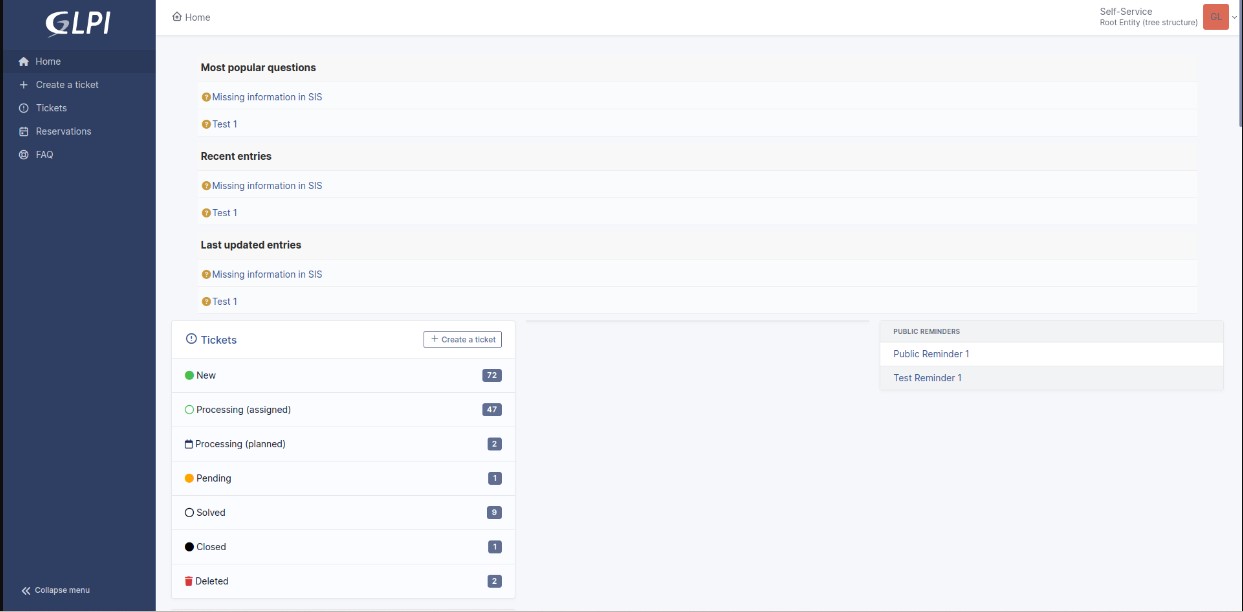 GLPI
Home
Create a ticket
Tickets
Reservations
FAQ
Collapse menu
Home
Self-Service
Root Entity (tree structure)
GL
Most popular questions
Missing information in SIS
Test 1
Recent entries
Missing information in SIS
Test 1
Last updated entries
Missing information in SIS
Test 1
Tickets
+ Create a ticket
New 72
Processing (assigned) 47
Processing (planned) 2
Pending 1
Solved 9
Closed 1
Deleted 2
PUBLIC REMINDERS
Public Reminder 1
Test Reminder 1